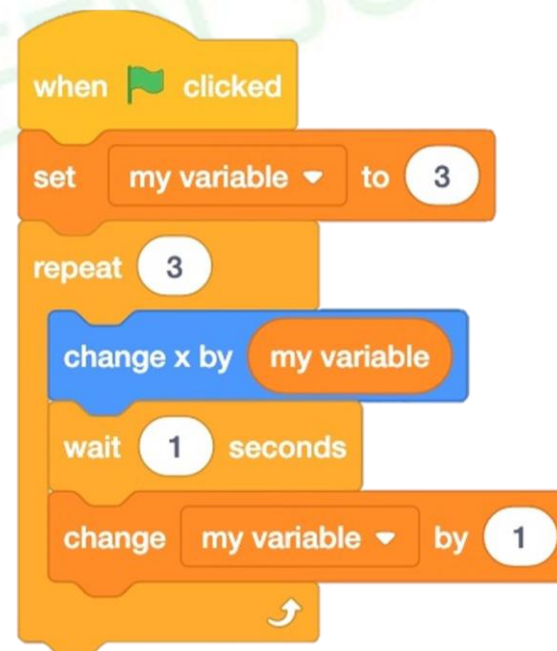 when clicked
set my variable to 3
repeat 3
change x by my variable
wait 1 seconds
change my variable by 1